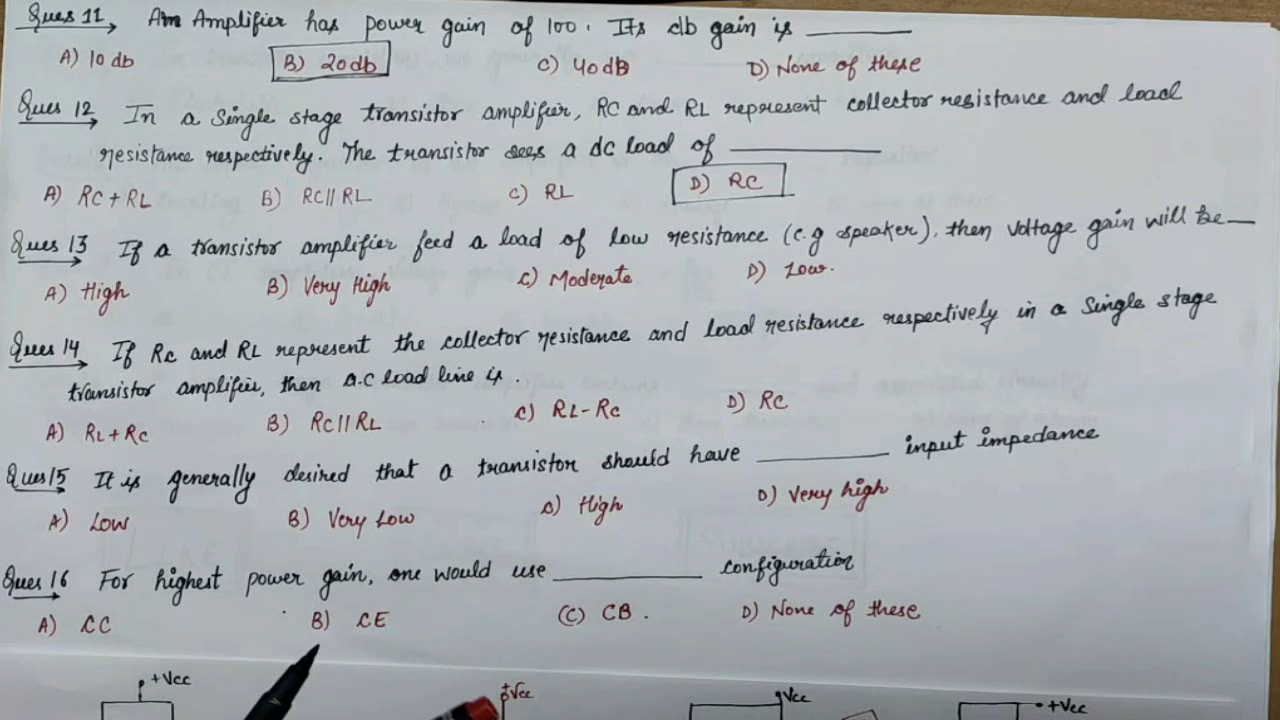 Ques 11 Am Amplifier has power gain of 100. Its db gain is ______
A) 10 db B) 20db C) 40dB D) None of these
Ques 12 In a single stage transistor amplifier, RC and RL represent collector resistance and load
resistance respectively. The transistor sees a dc load of ______
A) RC + RL B) RC || RL C) RL D) RC
Ques 13 If a transistor amplifier feed a load of low resistance (e.g speaker), then voltage gain will be __
A) High B) Very High C) Moderate D) Low.
Ques 14 If Rc and RL represent the collector resistance and load resistance respectively in a single stage
transistor amplifier, then a.c load line is.
A) RL + Rc B) Rc || RL C) RL - Rc D) RC
Ques 15 It is generally desired that a transistor should have ______ input impedance
A) Low B) Very Low C) High D) Very high
Ques 16 For highest power gain, one would use ______ configuration
A) CC B) CE (C) CB. D) None of these
+Vcc +Vcc Vcc +Vcc